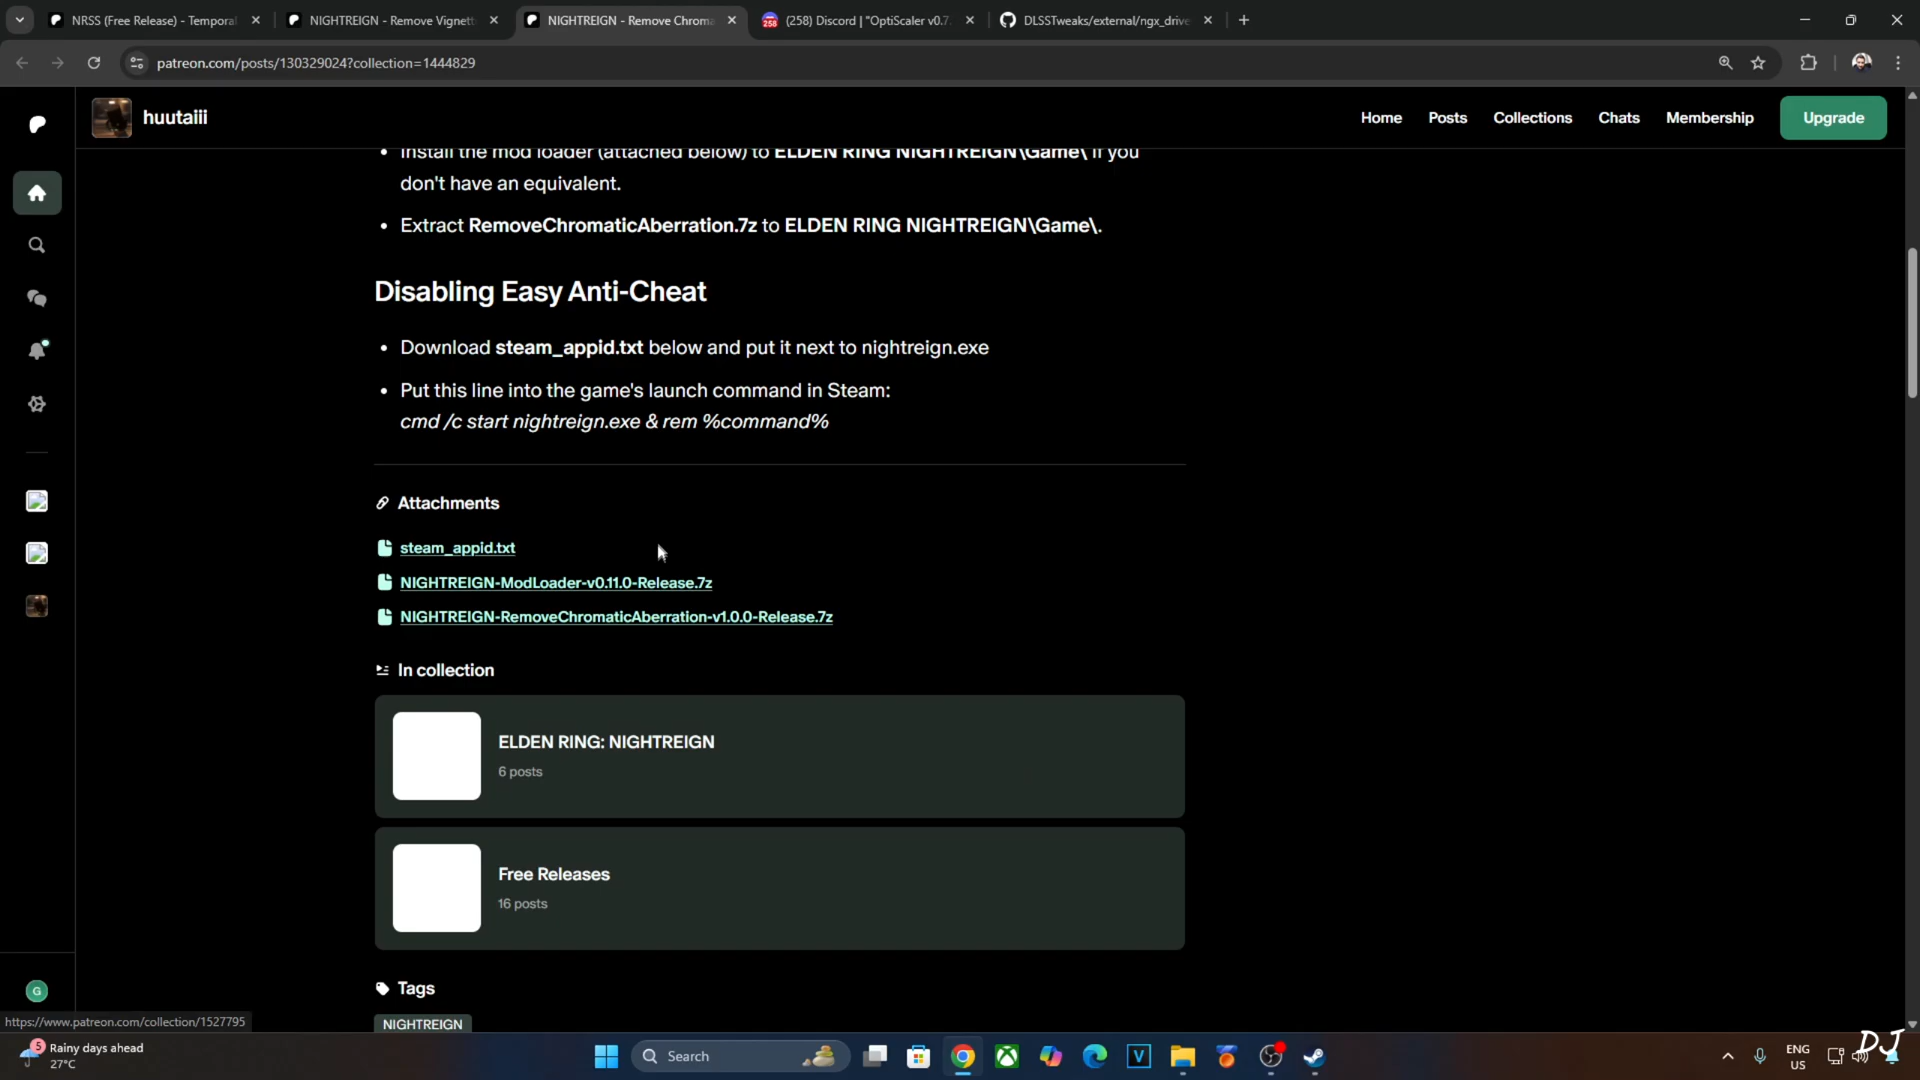 NRSS (Free Release) - Temporal
NIGHTREIGN - Remove Vignett
NIGHTREIGN - Remove Chroma
(258) Discord | "OptiScaler v0.7.
DLSSTweaks/external/ngx_drive
patreon.com/posts/130329024?collection=1444829
huutaiii
Home
Posts
Collections
Chats
Membership
Upgrade
• Install the mod loader (attached below) to ELDEN RING NIGHTREIGN\Game\ if you
don't have an equivalent.
• Extract RemoveChromaticAberration.7z to ELDEN RING NIGHTREIGN\Game\.
Disabling Easy Anti-Cheat
• Download steam_appid.txt below and put it next to nightreign.exe
• Put this line into the game's launch command in Steam:
cmd /c start nightreign.exe & rem %command%
Attachments
steam_appid.txt
NIGHTREIGN-ModLoader-v0.11.0-Release.7z
NIGHTREIGN-RemoveChromaticAberration-v1.0.0-Release.7z
In collection
ELDEN RING: NIGHTREIGN
6 posts
Free Releases
16 posts
Tags
NIGHTREIGN
G
https://www.patreon.com/collection/1527795
5
Rainy days ahead
27°C
Search
V
ENG
US
DJ